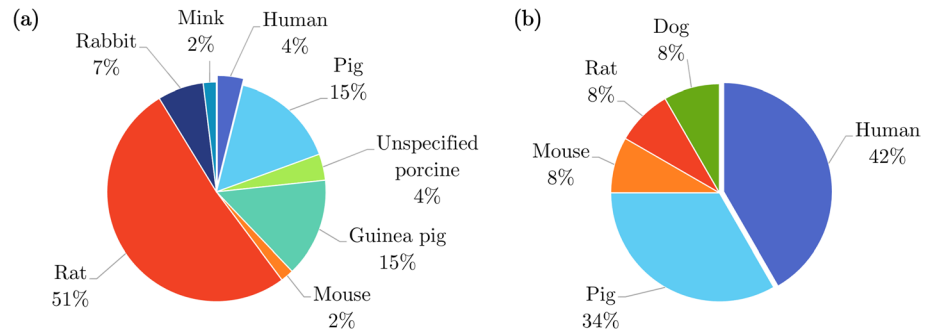 (a)
Mink
2%
Human
4%
Rabbit
7%
Pig
15%
Unspecified
porcine
4%
Guinea pig
15%
Mouse
2%
Rat
51%
(b)
Dog
8%
Rat
8%
Human
42%
Mouse
8%
Pig
34%